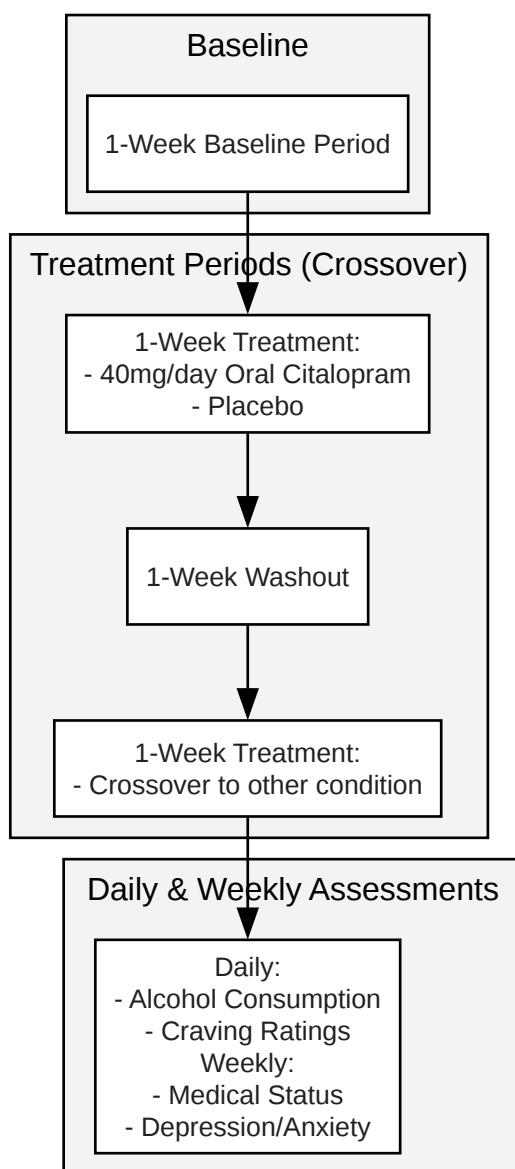 Baseline
1-Week Baseline Period
Treatment Periods (Crossover)
1-Week Treatment:
- 40mg/day Oral Citalopram
- Placebo
1-Week Washout
1-Week Treatment:
- Crossover to other condition
Daily & Weekly Assessments
Daily:
- Alcohol Consumption
- Craving Ratings
Weekly:
- Medical Status
- Depression/Anxiety